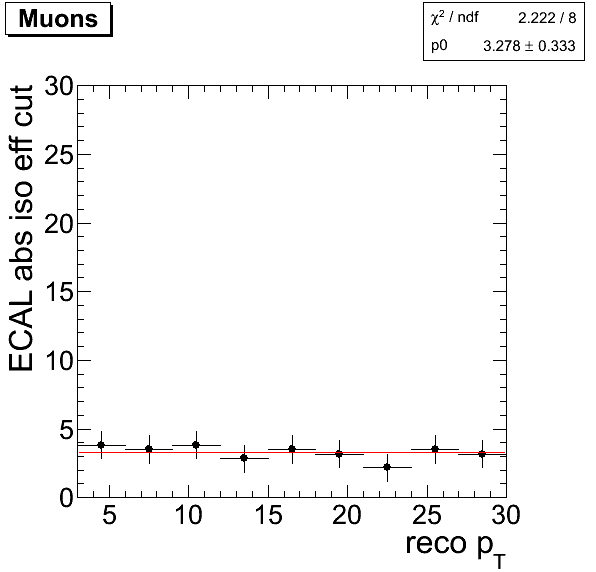 Muons
χ² / ndf 2.222 / 8
p0 3.278 ± 0.333
ECAL abs iso eff cut
30
25
20
15
10
5
0
5 10 15 20 25 30
reco p_T